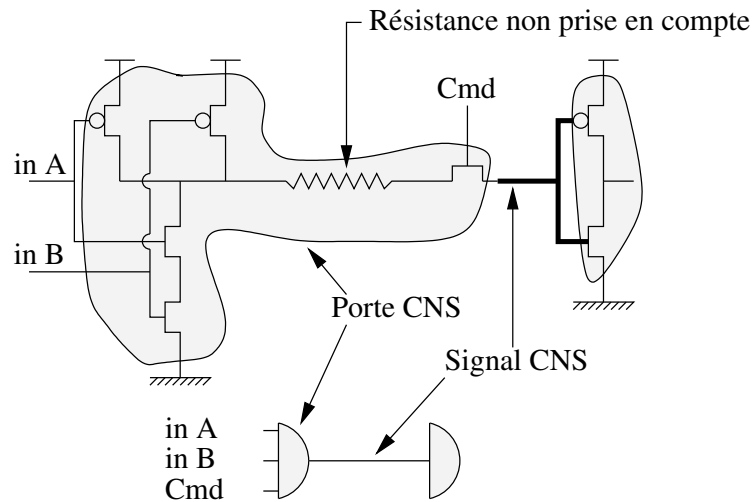 Résistance non prise en compte
Cmd
in A
in B
Porte CNS
Signal CNS
in A
in B
Cmd